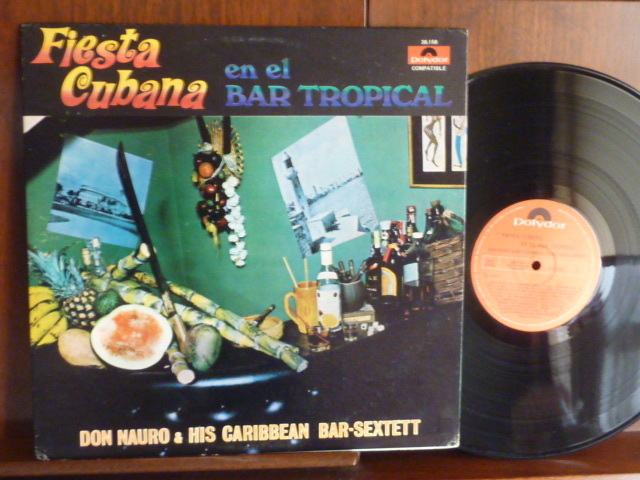 Fiesta
Cubana
en el
BAR TROPICAL
Polydor
COMPATIBLE
DON NAURO & HIS CARIBBEAN BAR-SEXTETT
Polydor